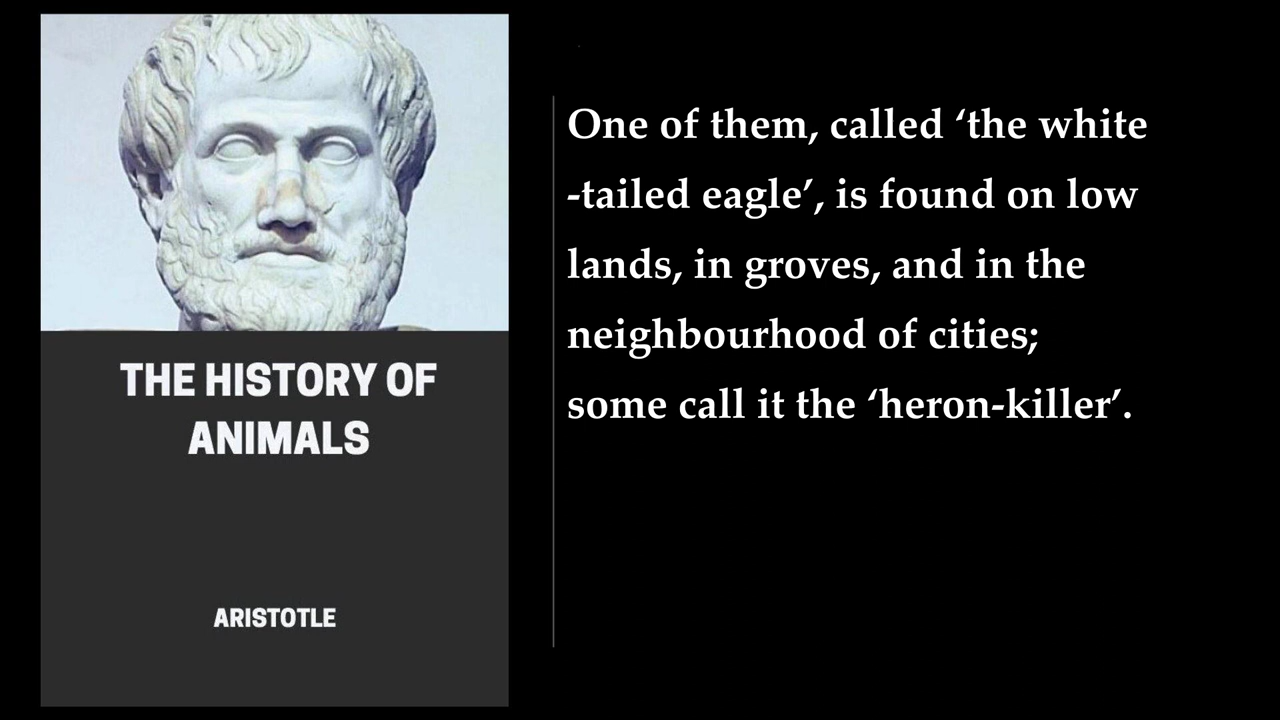 THE HISTORY OF
ANIMALS
ARISTOTLE
One of them, called ‘the white
-tailed eagle’, is found on low
lands, in groves, and in the
neighbourhood of cities;
some call it the ‘heron-killer’.